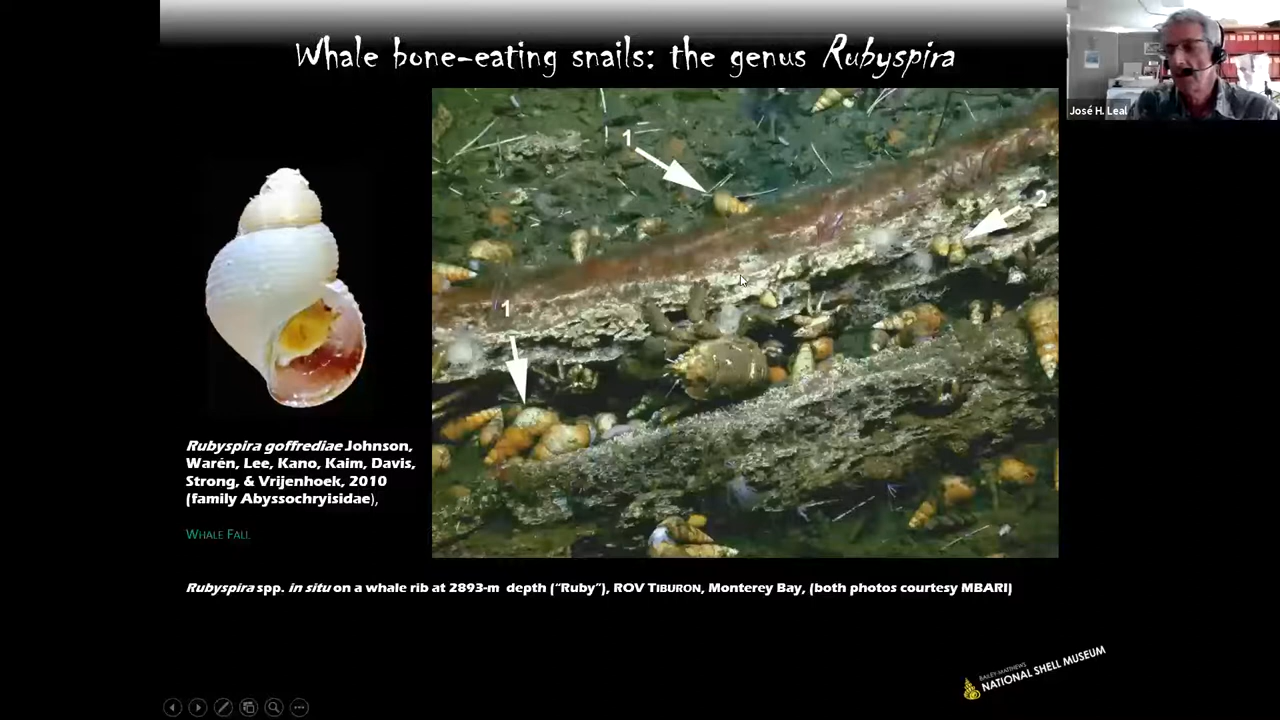 Whale bone-eating snails: the genus Rubyspira
José H. Leal
1
2
1
Rubyspira goffrediae Johnson,
Warén, Lee, Kano, Kaim, Davis,
Strong, & Vrijenhoek, 2010
(family Abyssochryisidae),
Whale Fall
Rubyspira spp. in situ on a whale rib at 2893-m depth ("Ruby"), ROV Tiburon, Monterey Bay, (both photos courtesy MBARI)
BAILEY-MATTHEWS
NATIONAL SHELL MUSEUM